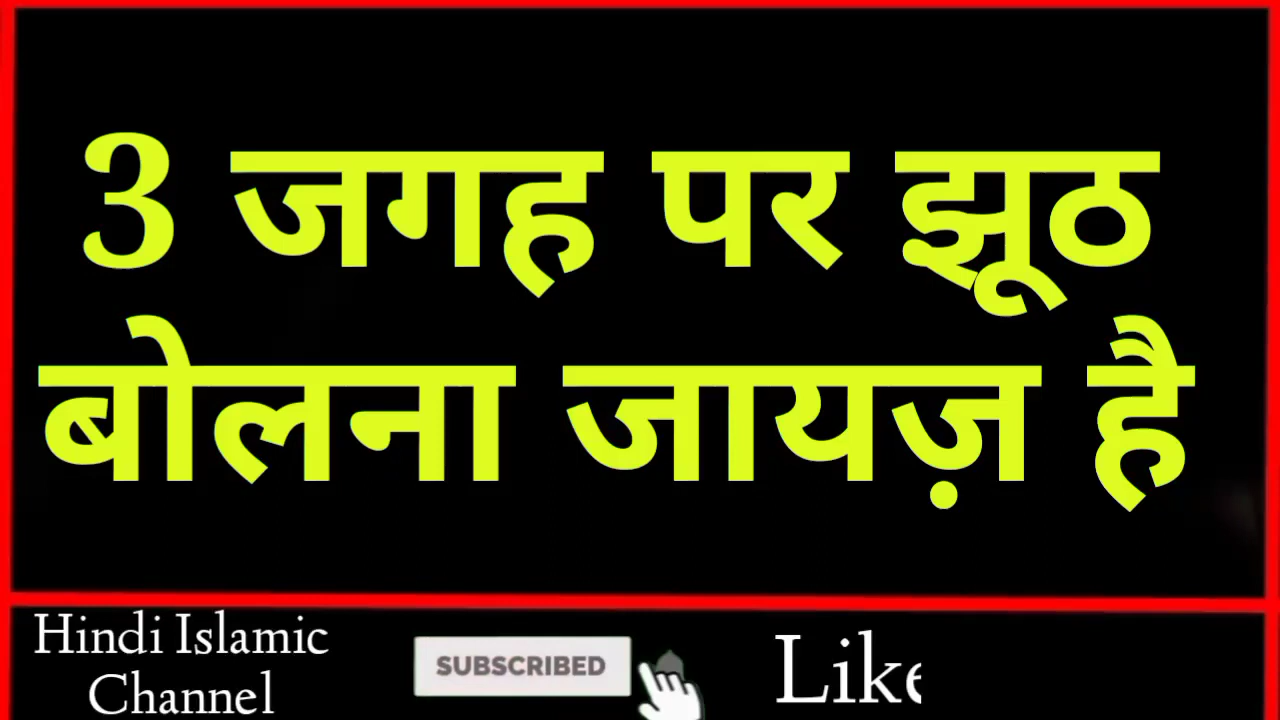 3 जगह पर झूठ
बोलना जायज़ है
Hindi Islamic
Channel
SUBSCRIBED
Like